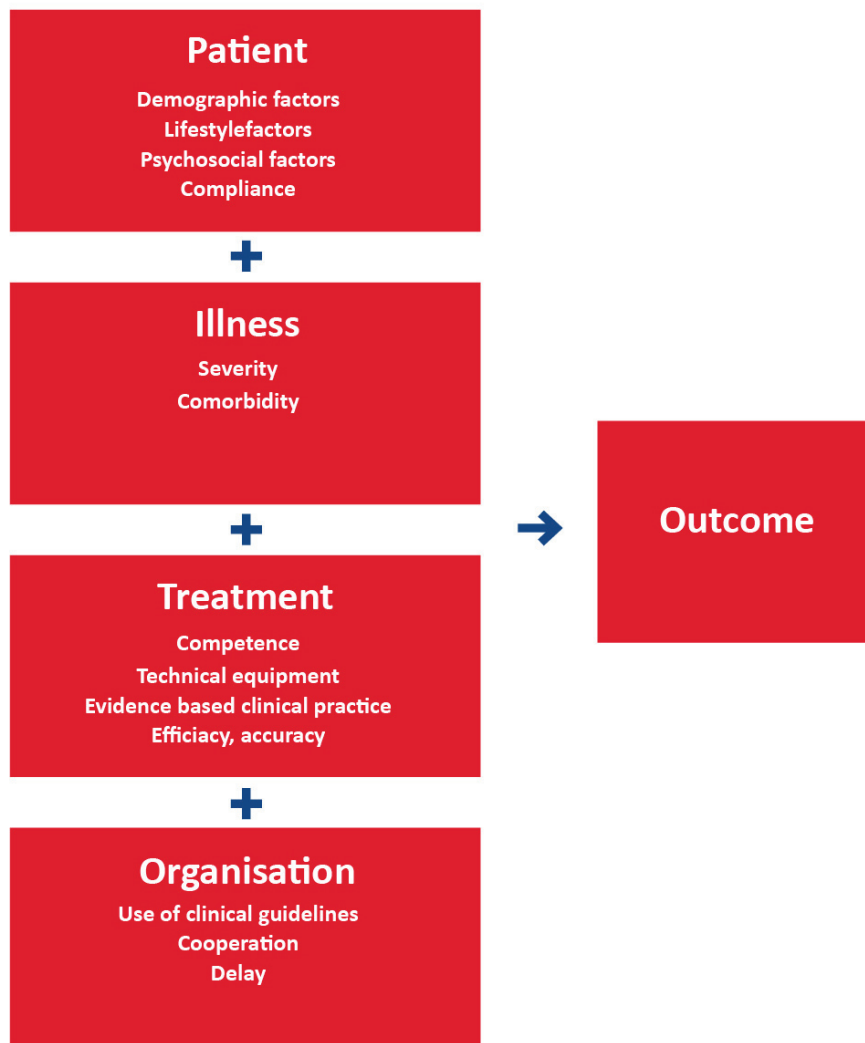 Patient
Demographic factors
Lifestylefactors
Psychosocial factors
Compliance
+
Illness
Severity
Comorbidity
+
Treatment
Competence
Technical equipment
Evidence based clinical practice
Efficiacy, accuracy
+
Organisation
Use of clinical guidelines
Cooperation
Delay
Outcome